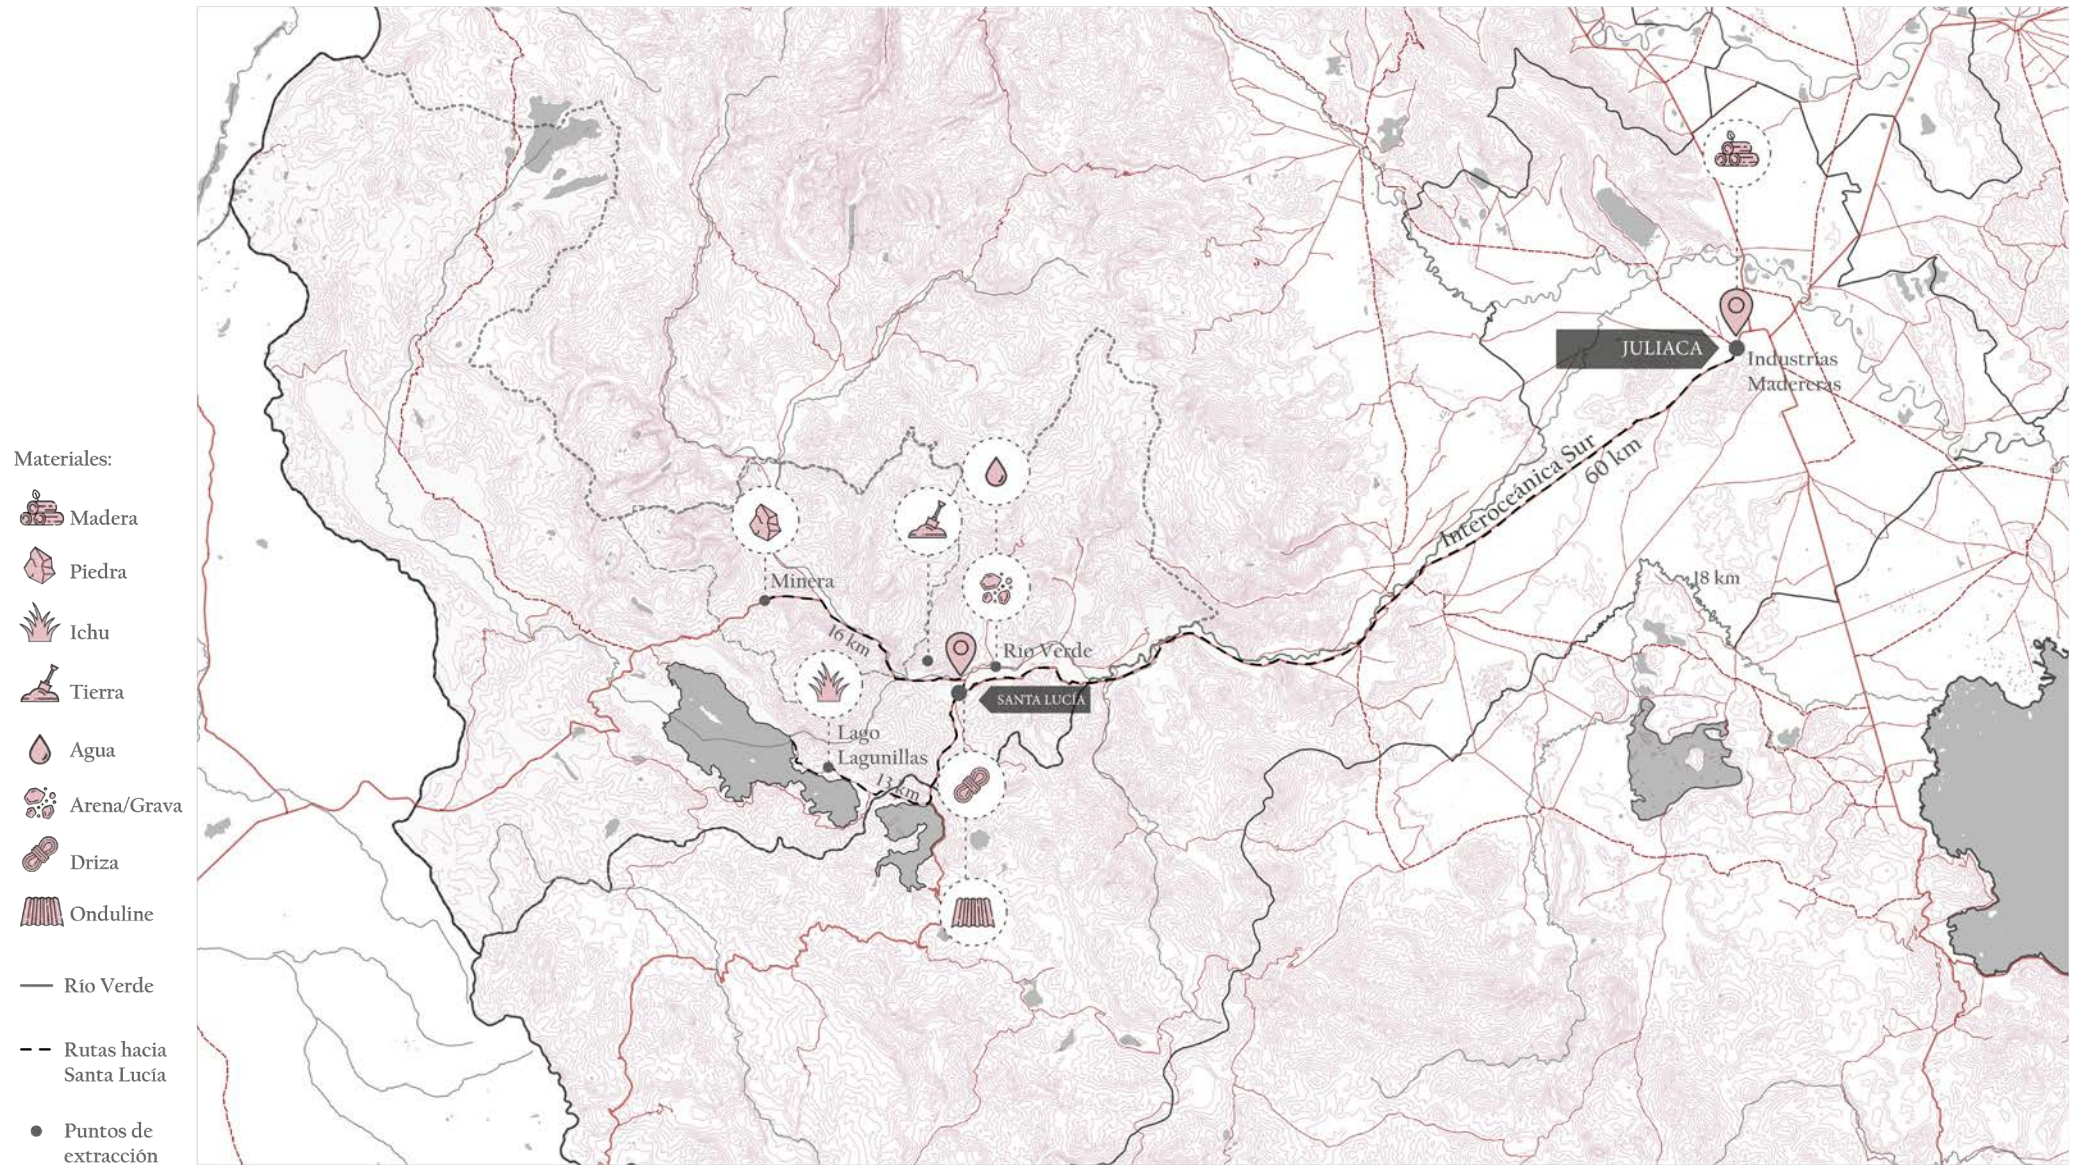 Materiales:
Madera
Piedra
Ichu
Tierra
Agua
Arena/Grava
Driza
Onduline
Río Verde
Rutas hacia
Santa Lucía
Puntos de
extracción
JULIACA
Industrias
Madereras
Interoceánica Sur
60 km
18 km
Minera
16 km
Río Verde
SANTA LUCÍA
Lago
Lagunillas
13 km